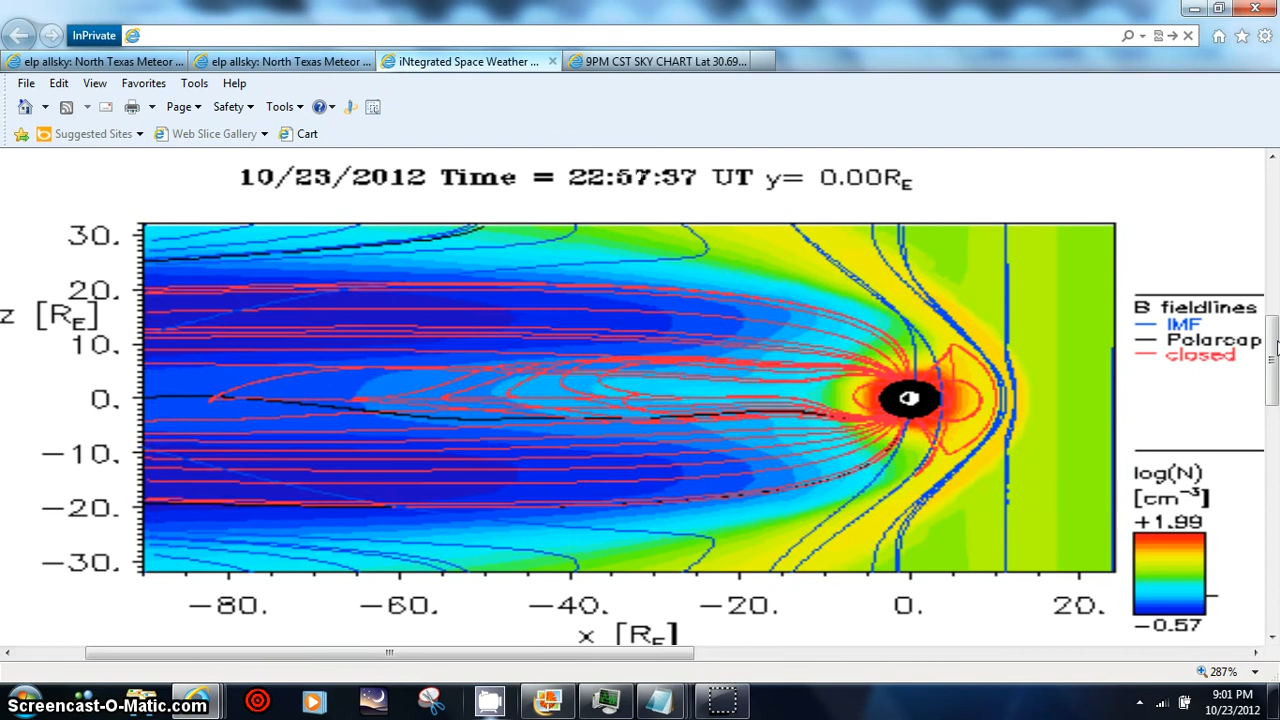 InPrivate
elp allsky: North Texas Meteor ...
elp allsky: North Texas Meteor ...
iNtegrated Space Weather ...
9PM CST SKY CHART Lat 30.69...
File Edit View Favorites Tools Help
Page Safety Tools
Suggested Sites Web Slice Gallery Cart
10/23/2012 Time = 22:57:37 UT y= 0.00RE
30.
20.
10.
0.
-10.
-20.
-30.
z [RE]
-80. -60. -40. -20. 0. 20.
x [RE]
B fieldlines
IMF
Polarcap
closed
log(N)
[cm-3]
+1.99
-0.57
287%
Screencast-O-Matic.com
9:01 PM
10/23/2012